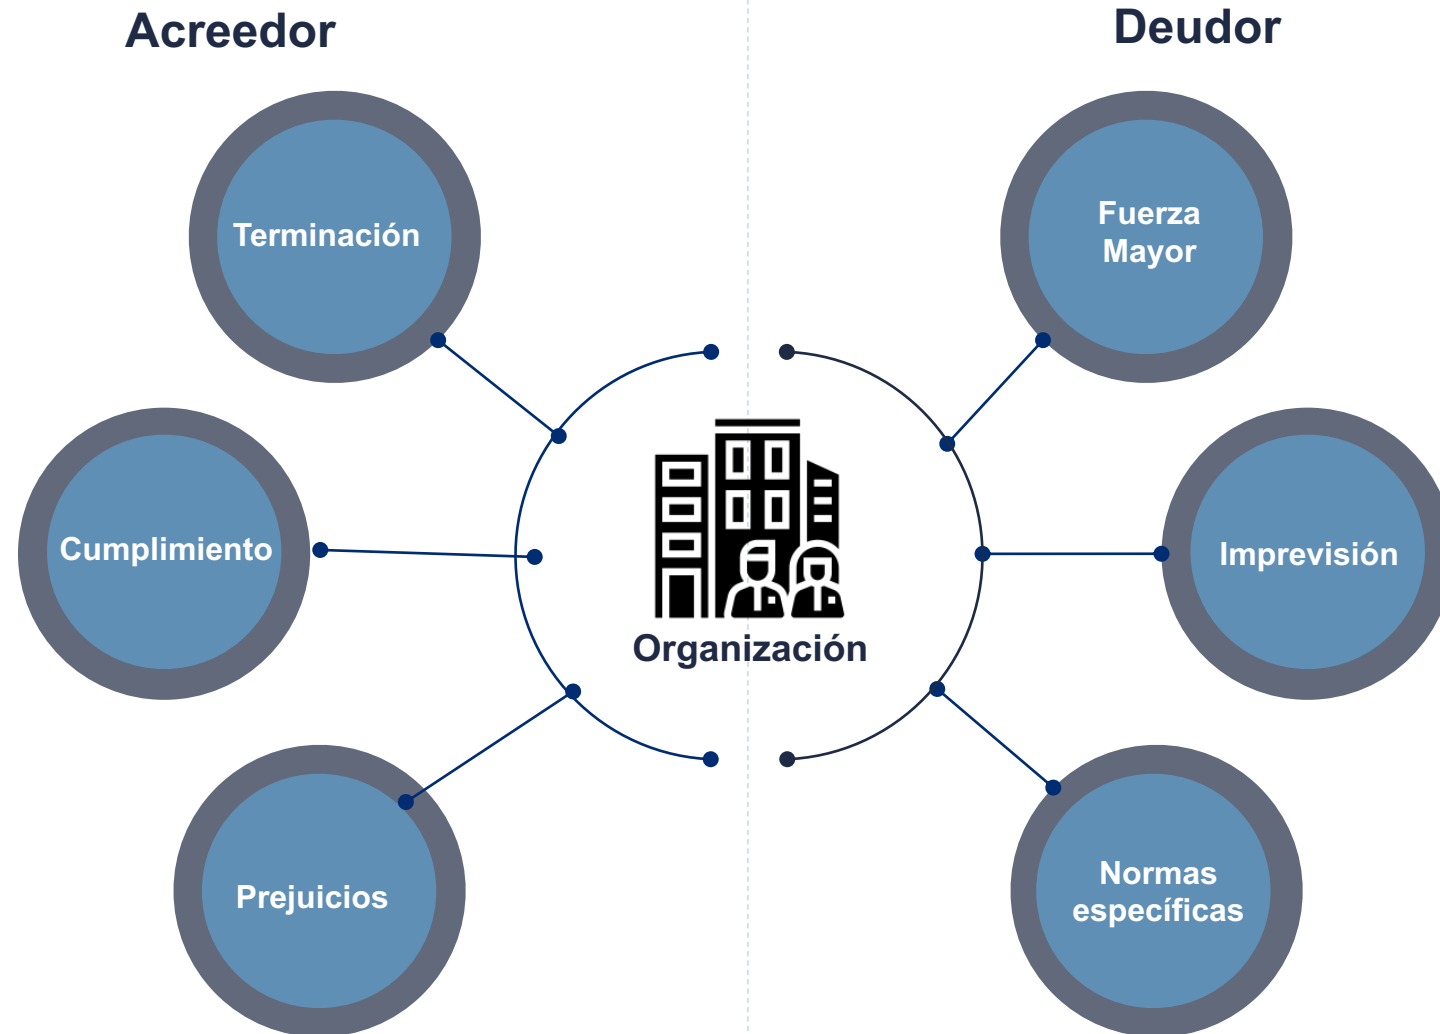 Acreedor
Terminación
Cumplimiento
Prejuicios
Organización
Deudor
Fuerza
Mayor
Imprevisión
Normas
específicas